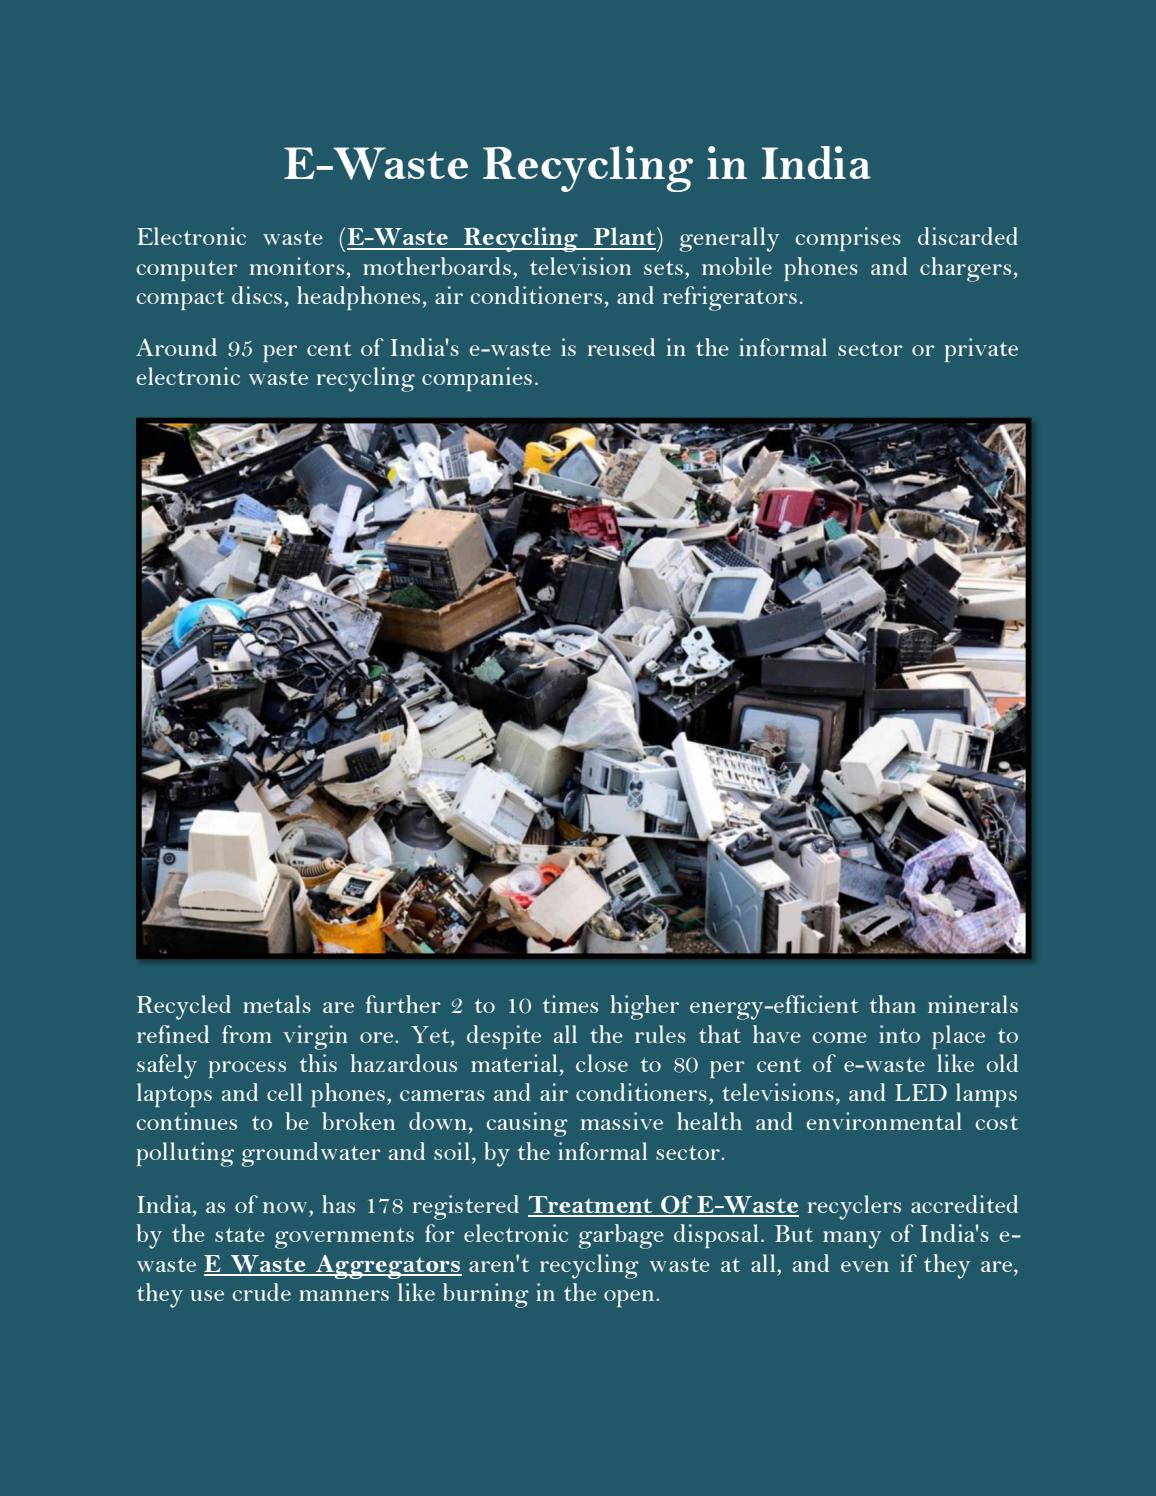 E-Waste Recycling in India
Electronic waste (E-Waste Recycling Plant) generally comprises discarded
computer monitors, motherboards, television sets, mobile phones and chargers,
compact discs, headphones, air conditioners, and refrigerators.
Around 95 per cent of India's e-waste is reused in the informal sector or private
electronic waste recycling companies.
Recycled metals are further 2 to 10 times higher energy-efficient than minerals
refined from virgin ore. Yet, despite all the rules that have come into place to
safely process this hazardous material, close to 80 per cent of e-waste like old
laptops and cell phones, cameras and air conditioners, televisions, and LED lamps
continues to be broken down, causing massive health and environmental cost
polluting groundwater and soil, by the informal sector.
India, as of now, has 178 registered Treatment Of E-Waste recyclers accredited
by the state governments for electronic garbage disposal. But many of India's e-
waste E Waste Aggregators aren't recycling waste at all, and even if they are,
they use crude manners like burning in the open.